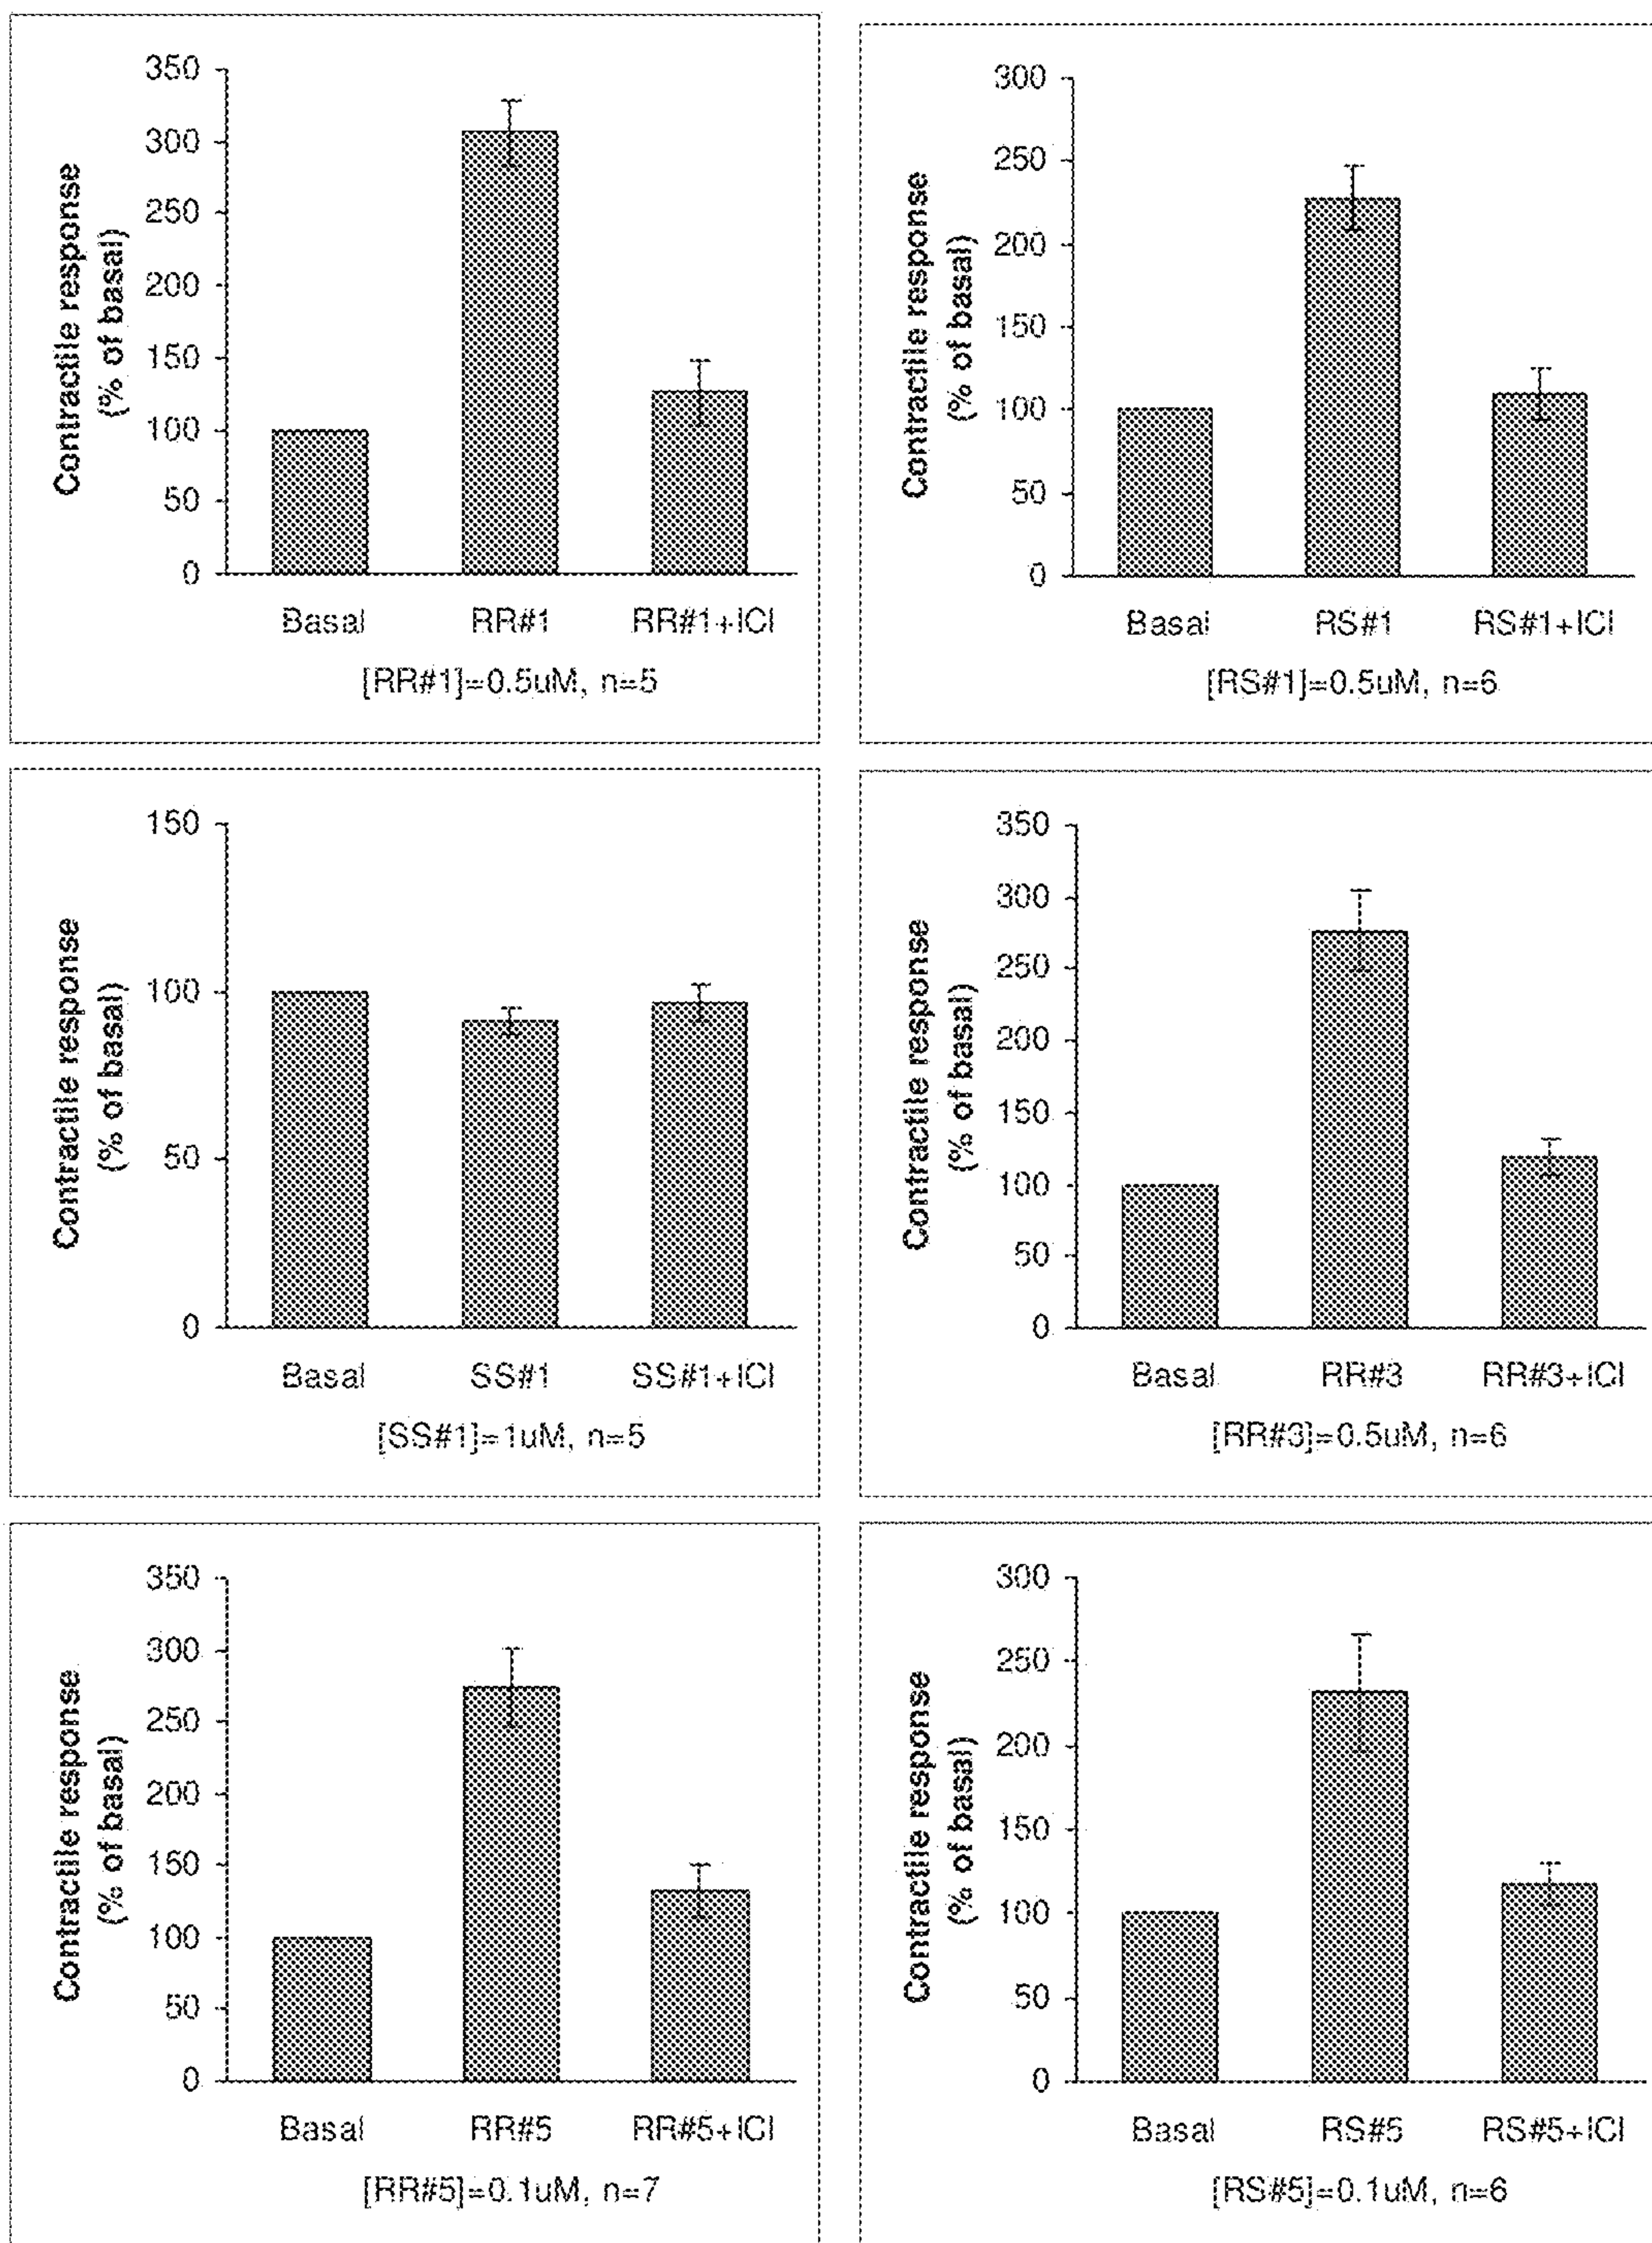 350
300
250
200
150
100
50
0
Contractile response
(% of basal)
Basal RR#1 RR#1+ICI
[RR#1]=0.5uM, n=5
300
250
200
150
100
50
0
Contractile response
(% of basal)
Basal RS#1 RS#1+ICI
[RS#1]=0.5uM, n=6
150
100
50
0
Contractile response
(% of basal)
Basal SS#1 SS#1+ICI
[SS#1]=1uM, n=5
350
300
250
200
150
100
50
0
Contractile response
(% of basal)
Basal RR#3 RR#3+ICI
[RR#3]=0.5uM, n=6
350
300
250
200
150
100
50
0
Contractile response
(% of basal)
Basal RR#5 RR#5+ICI
[RR#5]=0.1uM, n=7
300
250
200
150
100
50
0
Contractile response
(% of basal)
Basal RS#5 RS#5+ICI
[RS#5]=0.1uM, n=6